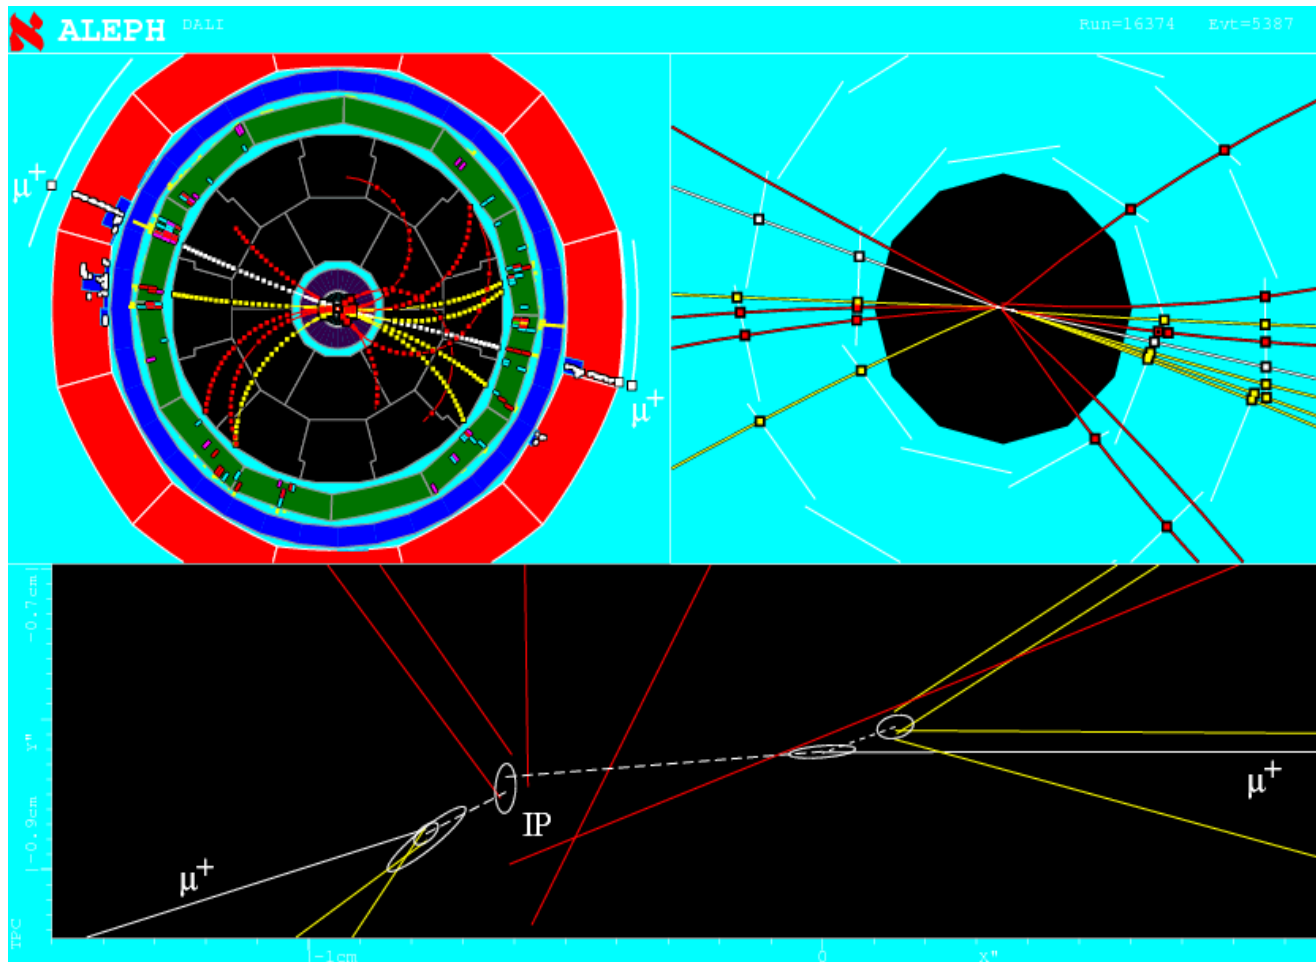 ALEPH DALI Run=16374 Evt=5387
μ+
μ+
-0.7cm
Y"
-0.9cm
IP
μ+
μ+
TPC
-1cm 0 X"